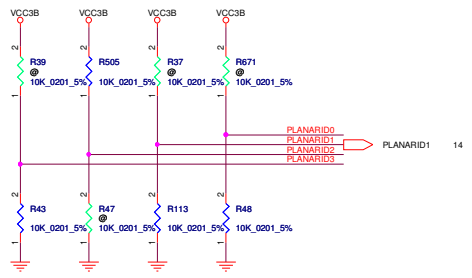 VCC3B VCC3B VCC3B VCC3B
2 2 2 2
R39 R505 R37 R671
@ @ @
10K_0201_5% 10K_0201_5% 10K_0201_5% 10K_0201_5%
1 1 1 1
PLANARID0
PLANARID1
PLANARID2
PLANARID3
PLANARID1 14
2 2 2 2
R43 R47 R113 R48
@
10K_0201_5% 10K_0201_5% 10K_0201_5% 10K_0201_5%
1 1 1 1